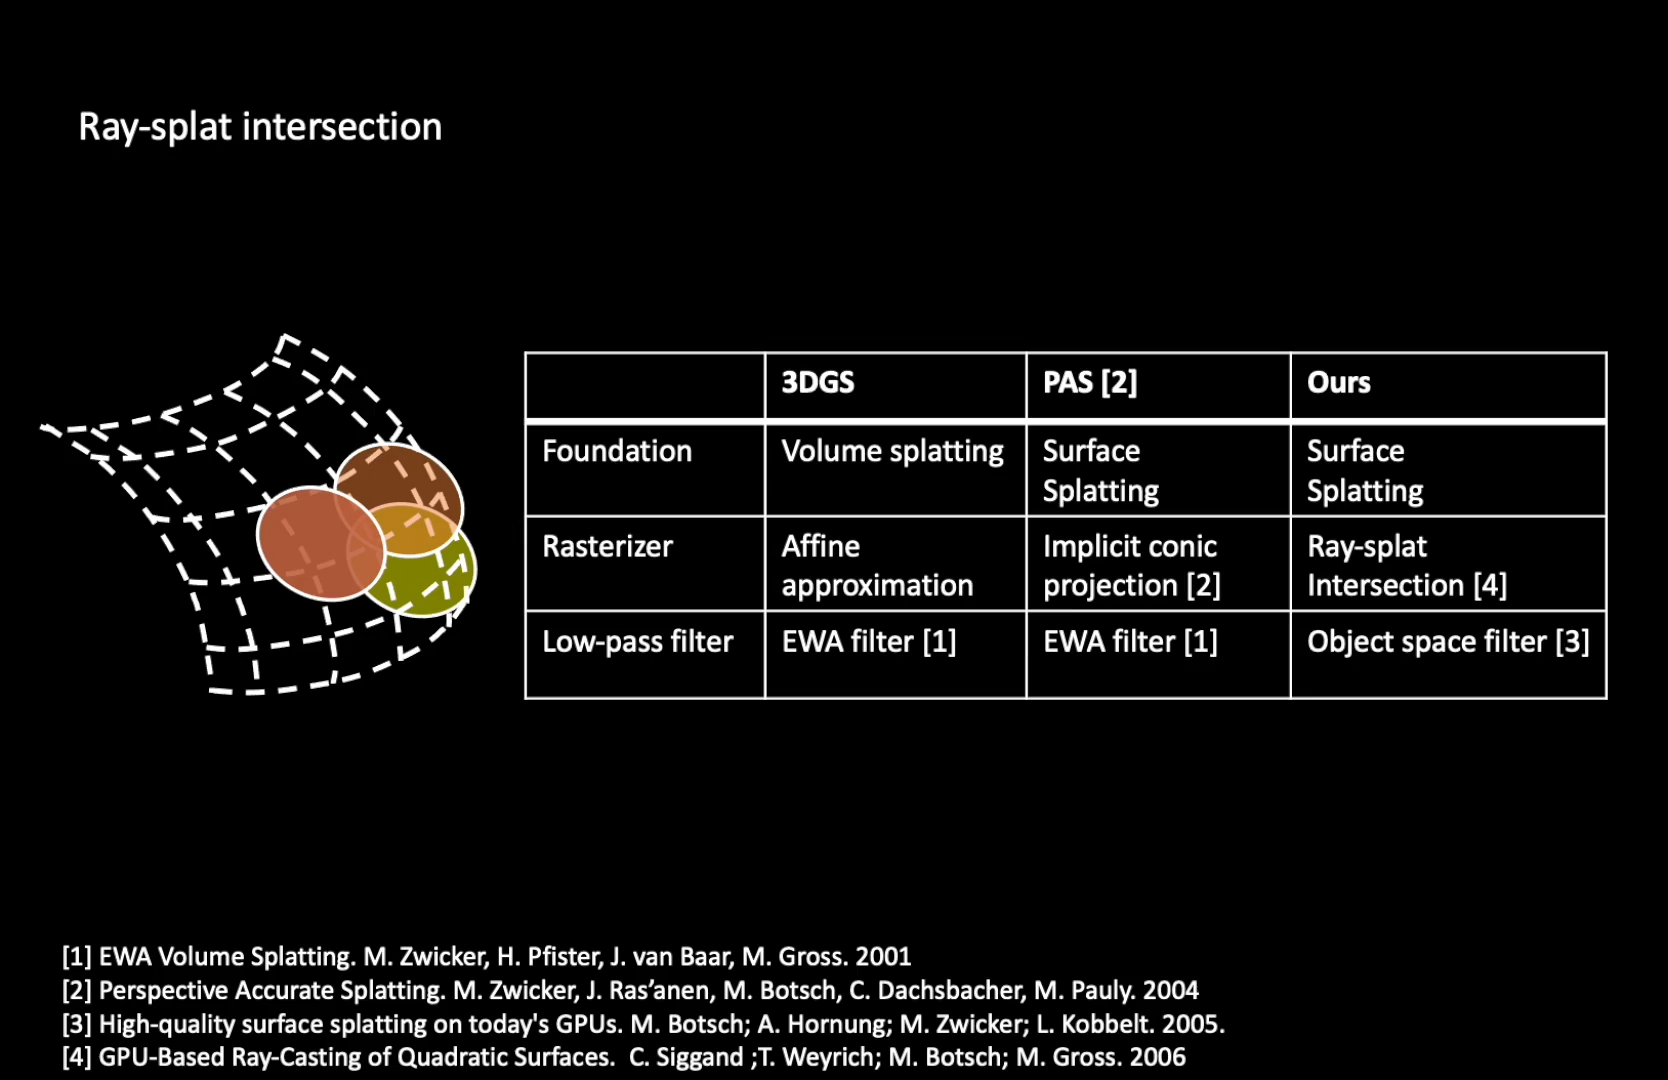 Ray-splat intersection
3DGS
PAS [2]
Ours
Foundation
Volume splatting
Surface
Splatting
Surface
Splatting
Rasterizer
Affine
approximation
Implicit conic
projection [2]
Ray-splat
Intersection [4]
Low-pass filter
EWA filter [1]
EWA filter [1]
Object space filter [3]
[1] EWA Volume Splatting. M. Zwicker, H. Pfister, J. van Baar, M. Gross. 2001
[2] Perspective Accurate Splatting. M. Zwicker, J. Ras’anen, M. Botsch, C. Dachsbacher, M. Pauly. 2004
[3] High-quality surface splatting on today's GPUs. M. Botsch; A. Hornung; M. Zwicker; L. Kobbelt. 2005.
[4] GPU-Based Ray-Casting of Quadratic Surfaces. C. Siggand ;T. Weyrich; M. Botsch; M. Gross. 2006